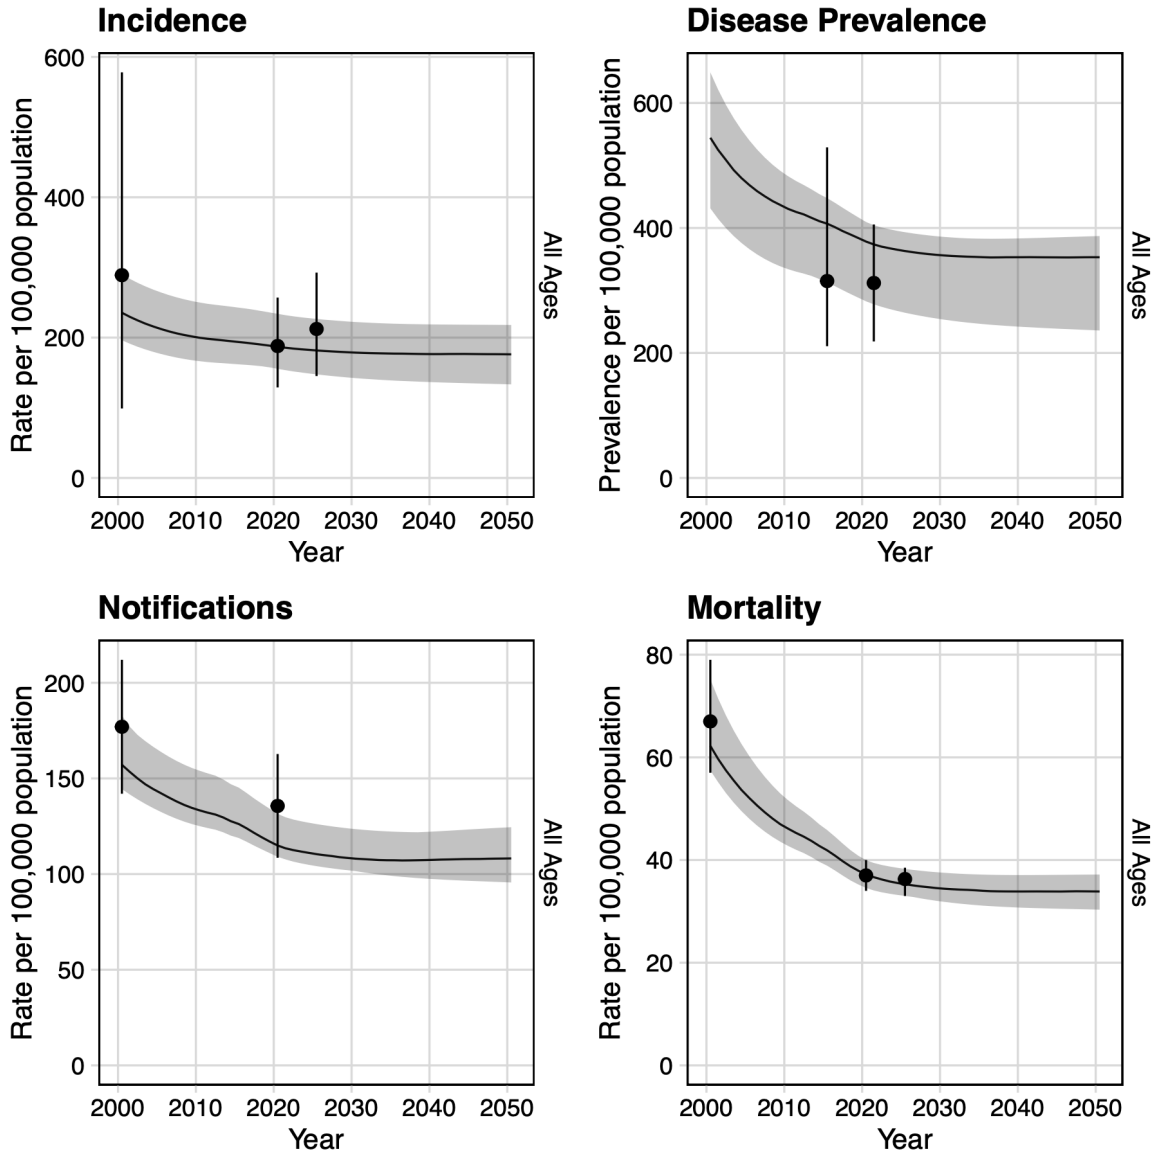 Incidence
Rate per 100,000 population
600
400
200
0
2000 2010 2020 2030 2040 2050
Year
All Ages
Disease Prevalence
Prevalence per 100,000 population
600
400
200
0
2000 2010 2020 2030 2040 2050
Year
All Ages
Notifications
Rate per 100,000 population
200
150
100
50
0
2000 2010 2020 2030 2040 2050
Year
All Ages
Mortality
Rate per 100,000 population
80
60
40
20
0
2000 2010 2020 2030 2040 2050
Year
All Ages